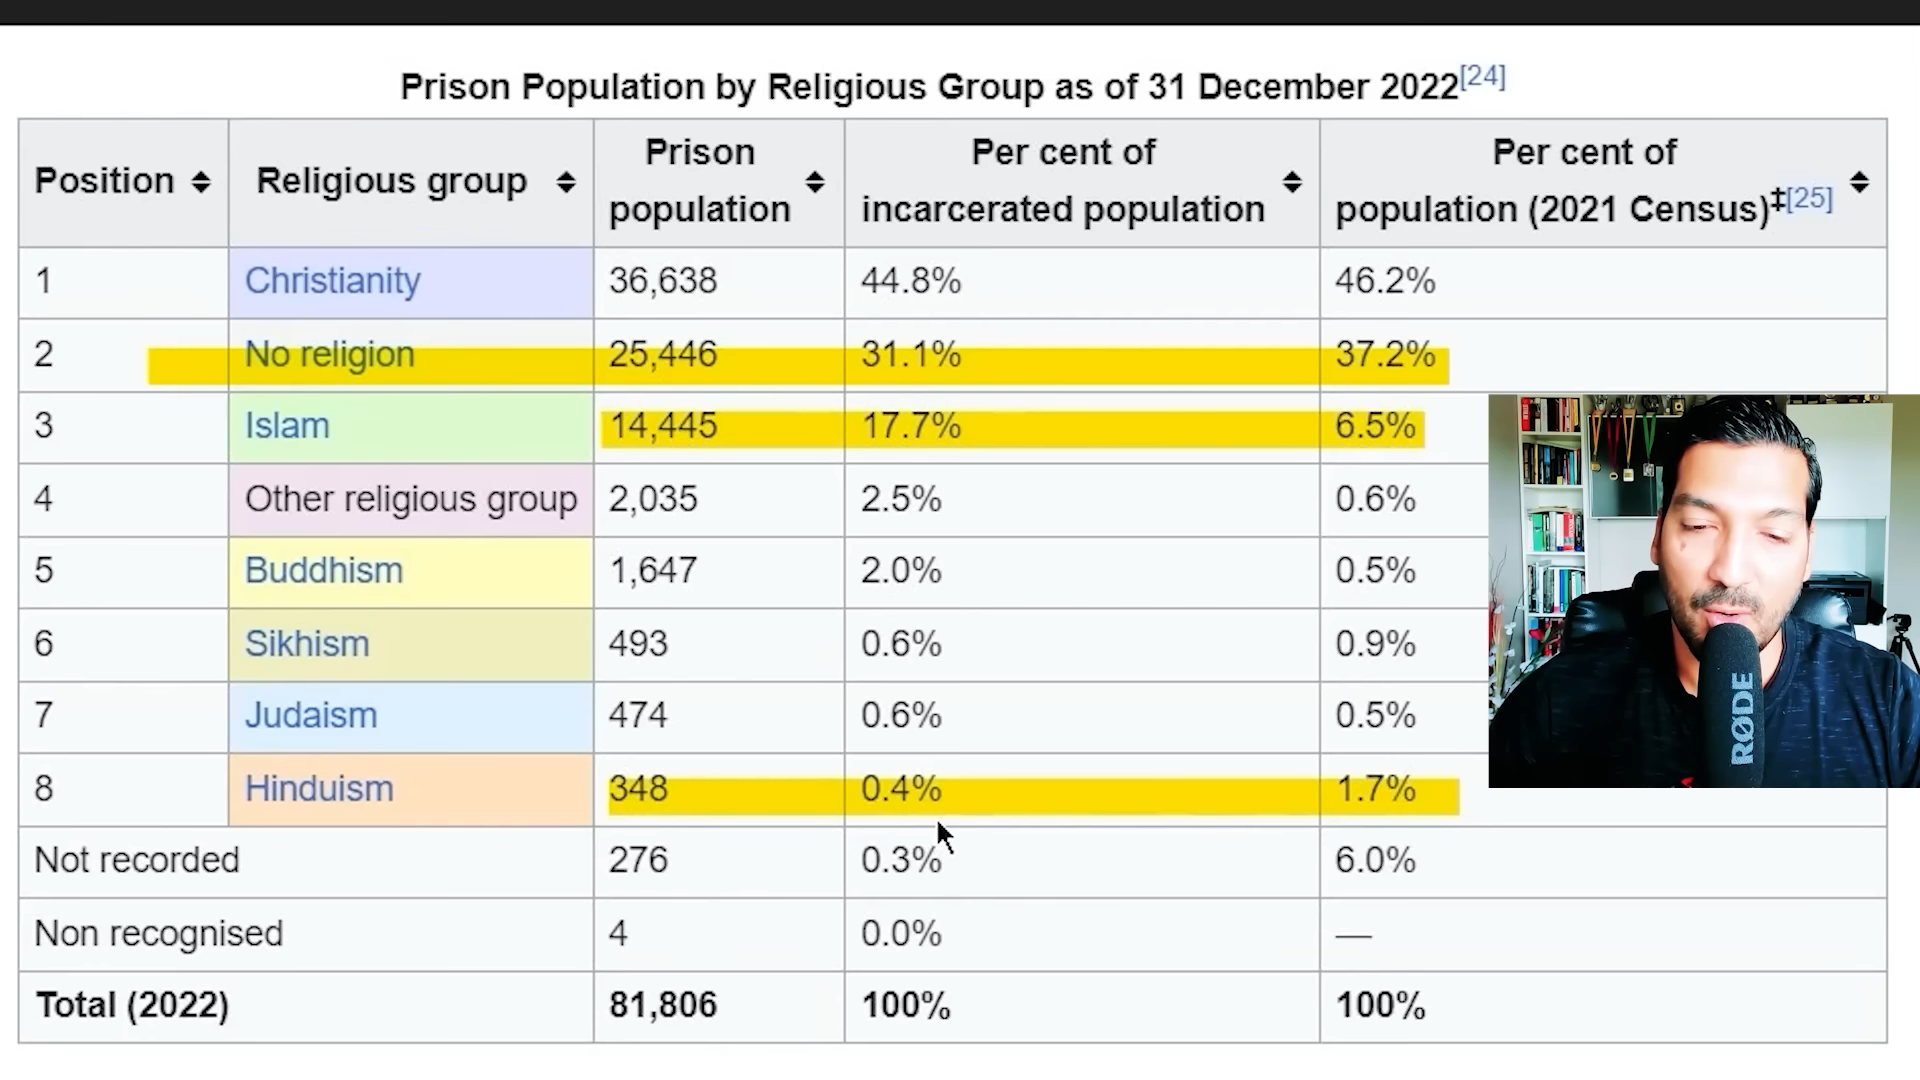 Prison Population by Religious Group as of 31 December 2022[24]
Position Religious group Prison population Per cent of incarcerated population Per cent of population (2021 Census)‡[25]
1 Christianity 36,638 44.8% 46.2%
2 No religion 25,446 31.1% 37.2%
3 Islam 14,445 17.7% 6.5%
4 Other religious group 2,035 2.5% 0.6%
5 Buddhism 1,647 2.0% 0.5%
6 Sikhism 493 0.6% 0.9%
7 Judaism 474 0.6% 0.5%
8 Hinduism 348 0.4% 1.7%
Not recorded 276 0.3% 6.0%
Non recognised 4 0.0% —
Total (2022) 81,806 100% 100%
RØDE